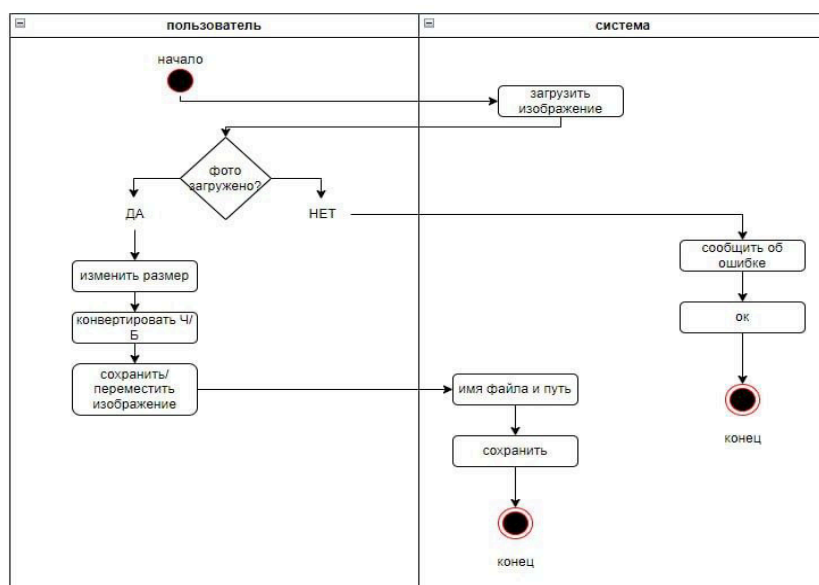 пользователь
система
начало
загрузить
изображение
фото
загружено?
ДА
НЕТ
сообщить об
ошибке
изменить размер
конвертировать Ч/
Б
ок
сохранить/
переместить
изображение
имя файла и путь
сохранить
конец
конец